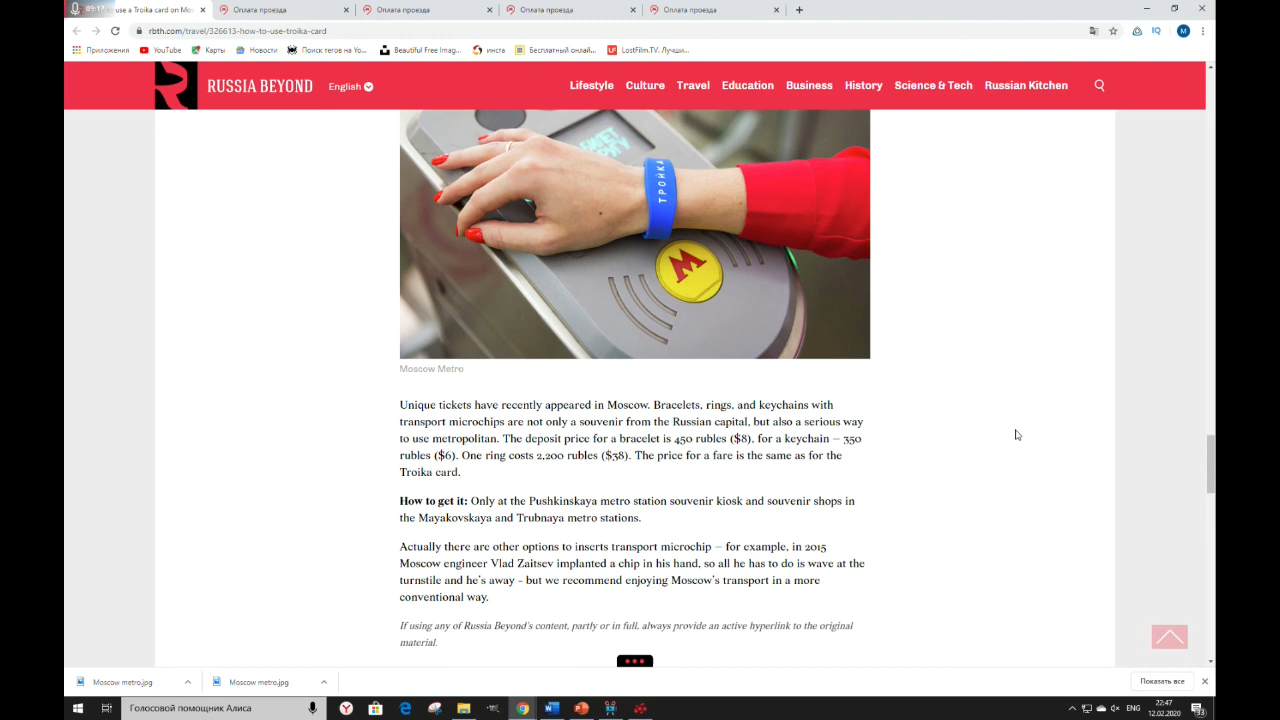 09:17
use a Troika card on Mos
Оплата проезда
Оплата проезда
Оплата проезда
Оплата проезда
rbth.com/travel/326613-how-to-use-troika-card
M
Приложения YouTube Карты Новости Поиск тегов на Yo... Beautiful Free Imag... инста Бесплатный онлай... LostFilm.TV. Лучши...
RUSSIA BEYOND
English
Lifestyle Culture Travel Education Business History Science & Tech Russian Kitchen
ТРОЙКА
М
Moscow Metro
Unique tickets have recently appeared in Moscow. Bracelets, rings, and keychains with
transport microchips are not only a souvenir from the Russian capital, but also a serious way
to use metropolitan. The deposit price for a bracelet is 450 rubles ($8), for a keychain – 350
rubles ($6). One ring costs 2,200 rubles ($38). The price for a fare is the same as for the
Troika card.
How to get it: Only at the Pushkinskaya metro station souvenir kiosk and souvenir shops in
the Mayakovskaya and Trubnaya metro stations.
Actually there are other options to inserts transport microchip – for example, in 2015
Moscow engineer Vlad Zaitsev implanted a chip in his hand, so all he has to do is wave at the
turnstile and he's away - but we recommend enjoying Moscow's transport in a more
conventional way.
If using any of Russia Beyond's content, partly or in full, always provide an active hyperlink to the original
material.
Moscow metro.jpg
Moscow metro.jpg
Показать все
Голосовой помощник Алиса
ENG
22:47
12.02.2020
33